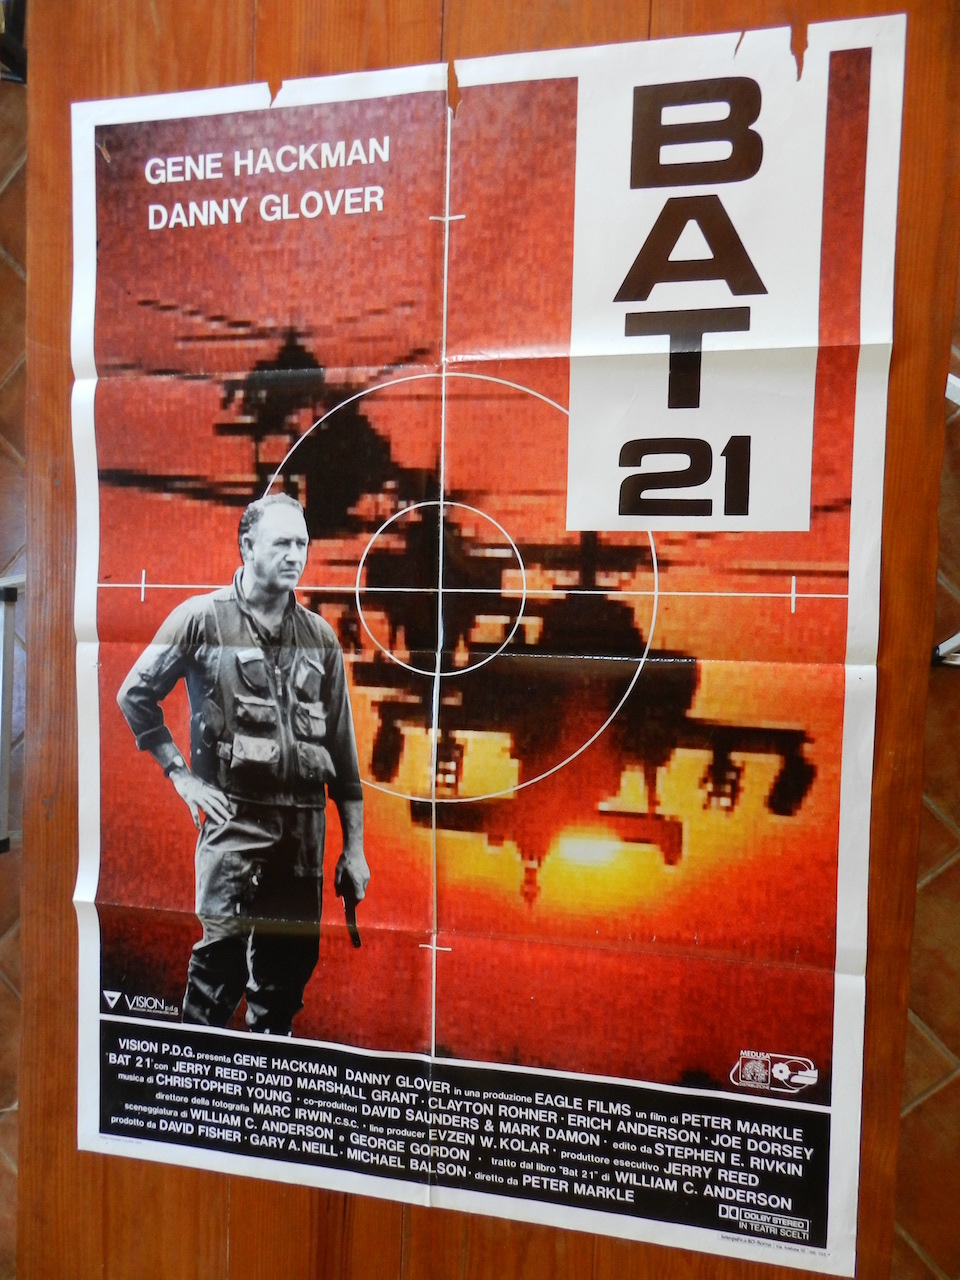 GENE HACKMAN
DANNY GLOVER
BAT
21
VISION p.d.g.
MEDUSA
DISTRIBUZIONE
VISION P.D.G. presenta GENE HACKMAN DANNY GLOVER in una produzione EAGLE FILMS un film di PETER MARKLE
'BAT 21' con JERRY REED · DAVID MARSHALL GRANT · CLAYTON ROHNER · ERICH ANDERSON · JOE DORSEY
musica di CHRISTOPHER YOUNG · co-produttori DAVID SAUNDERS & MARK DAMON · edito da STEPHEN E. RIVKIN
direttore della fotografia MARC IRWIN, C.S.C. · line producer EVZEN W. KOLAR · produttore esecutivo JERRY REED
sceneggiatura di WILLIAM C. ANDERSON e GEORGE GORDON · tratto dal libro "Bat 21" di WILLIAM C. ANDERSON
prodotto da DAVID FISHER · GARY A. NEILL · MICHAEL BALSON · diretto da PETER MARKLE
DOLBY STEREO
IN TEATRI SCELTI